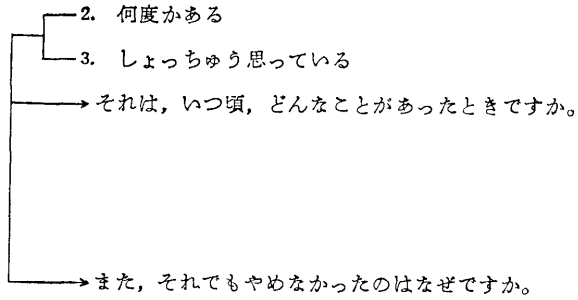 2. 何度かある
3. しょっちゅう思っている
それは，いつ頃，どんなことがあったときですか。
また，それでもやめなかったのはなぜですか。